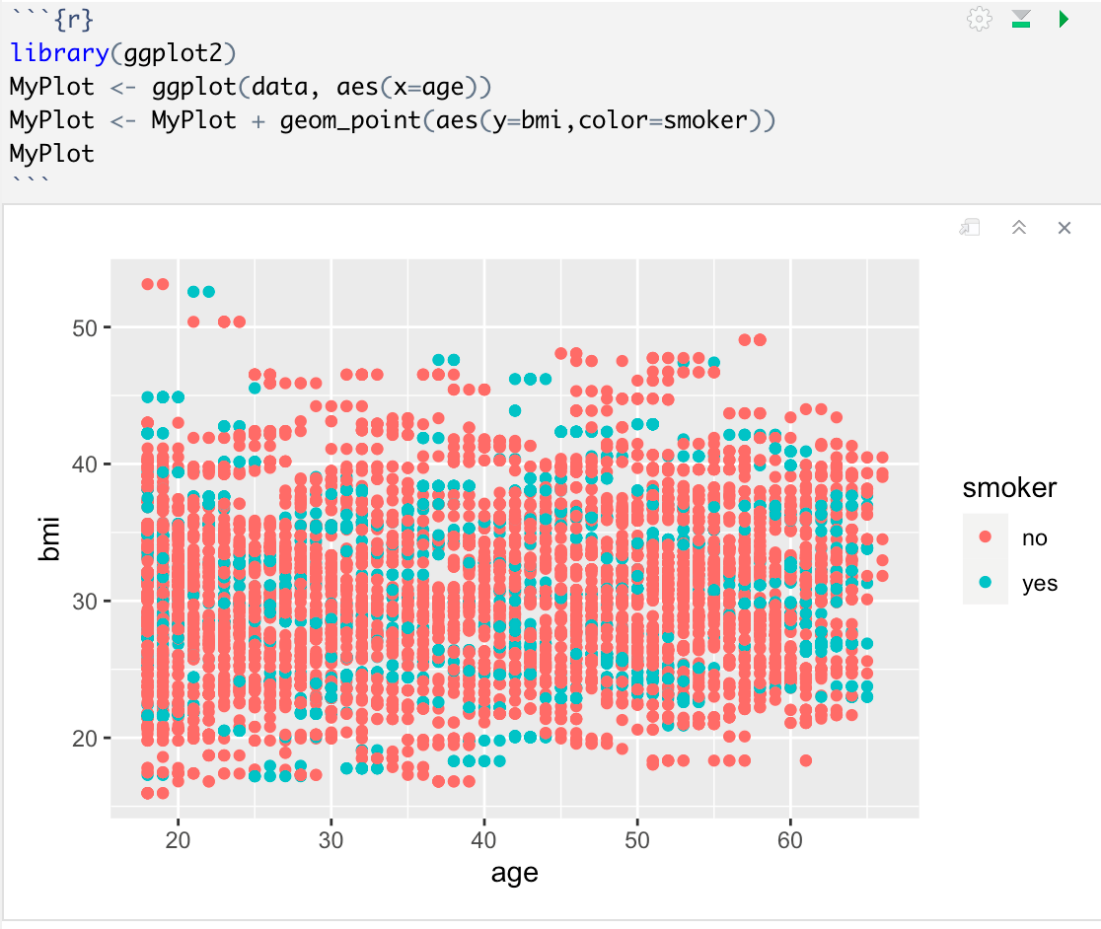 ```{r}
library(ggplot2)
MyPlot <- ggplot(data, aes(x=age))
MyPlot <- MyPlot + geom_point(aes(y=bmi,color=smoker))
MyPlot
```
50
40
30
20
bmi
20 30 40 50 60
age
smoker
no
yes